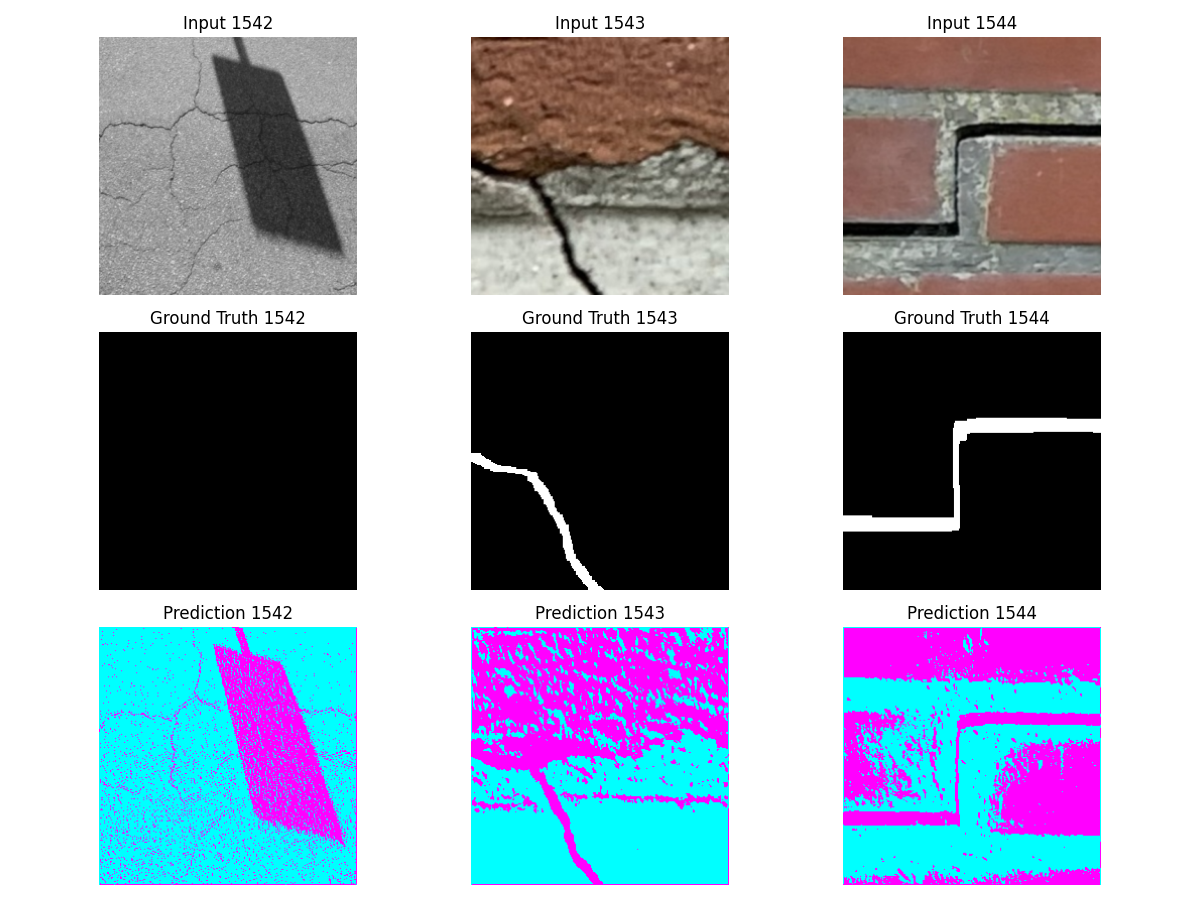 Input 1542
Input 1543
Input 1544
Ground Truth 1542
Ground Truth 1543
Ground Truth 1544
Prediction 1542
Prediction 1543
Prediction 1544